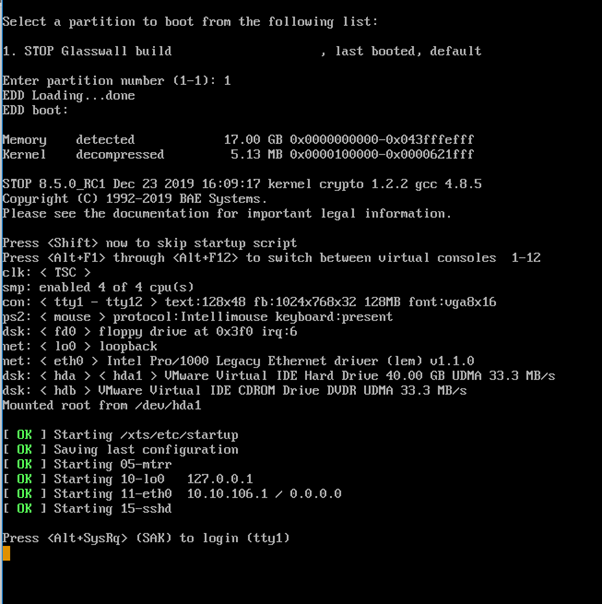 Select a partition to boot from the following list:
1. STOP Glasswall build , last booted, default
Enter partition number (1-1): 1
EDD Loading...done
EDD boot:
Memory detected 17.00 GB 0x0000000000-0x043fffefff
Kernel decompressed 5.13 MB 0x0000100000-0x0000621fff
STOP 8.5.0_RC1 Dec 23 2019 16:09:17 kernel crypto 1.2.2 gcc 4.8.5
Copyright (C) 1992-2019 BAE Systems.
Please see the documentation for important legal information.
Press <Shift> now to skip startup script
Press <Alt+F1> through <Alt+F12> to switch between virtual consoles 1-12
clk: < TSC >
smp: enabled 4 of 4 cpu(s)
con: < tty1 - tty12 > text:128x48 fb:1024x768x32 128MB font:vga8x16
ps2: < mouse > protocol:Intellimouse keyboard:present
dsk: < fd0 > floppy drive at 0x3f0 irq:6
net: < lo0 > loopback
net: < eth0 > Intel Pro/1000 Legacy Ethernet driver (lem) v1.1.0
dsk: < hda > < hda1 > VMware Virtual IDE Hard Drive 40.00 GB UDMA 33.3 MB/s
dsk: < hdb > VMware Virtual IDE CDROM Drive DVDR UDMA 33.3 MB/s
Mounted root from /dev/hda1
[ OK ] Starting /xts/etc/startup
[ OK ] Saving last configuration
[ OK ] Starting 05-mtrr
[ OK ] Starting 10-lo0 127.0.0.1
[ OK ] Starting 11-eth0 10.10.106.1 / 0.0.0.0
[ OK ] Starting 15-sshd
Press <Alt+SysRq> (SAK) to login (tty1)